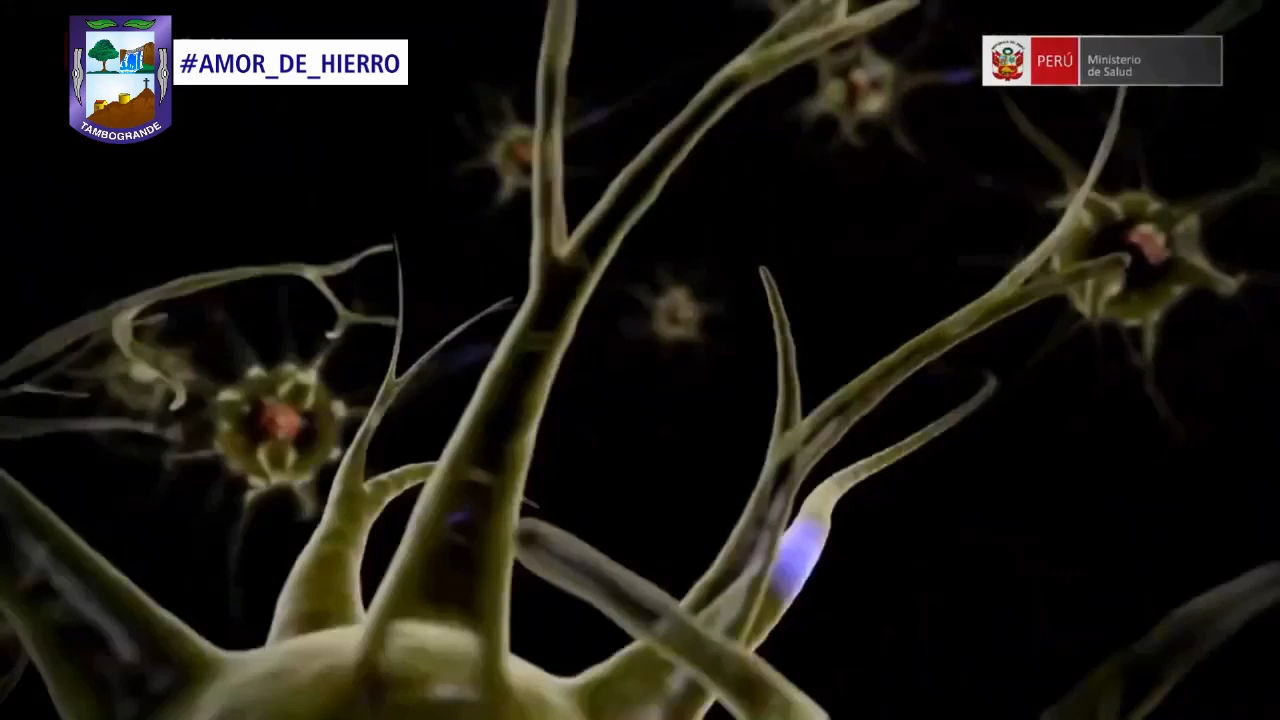 #AMOR_DE_HIERRO
TAMBOGRANDE
PERÚ
Ministerio
de Salud